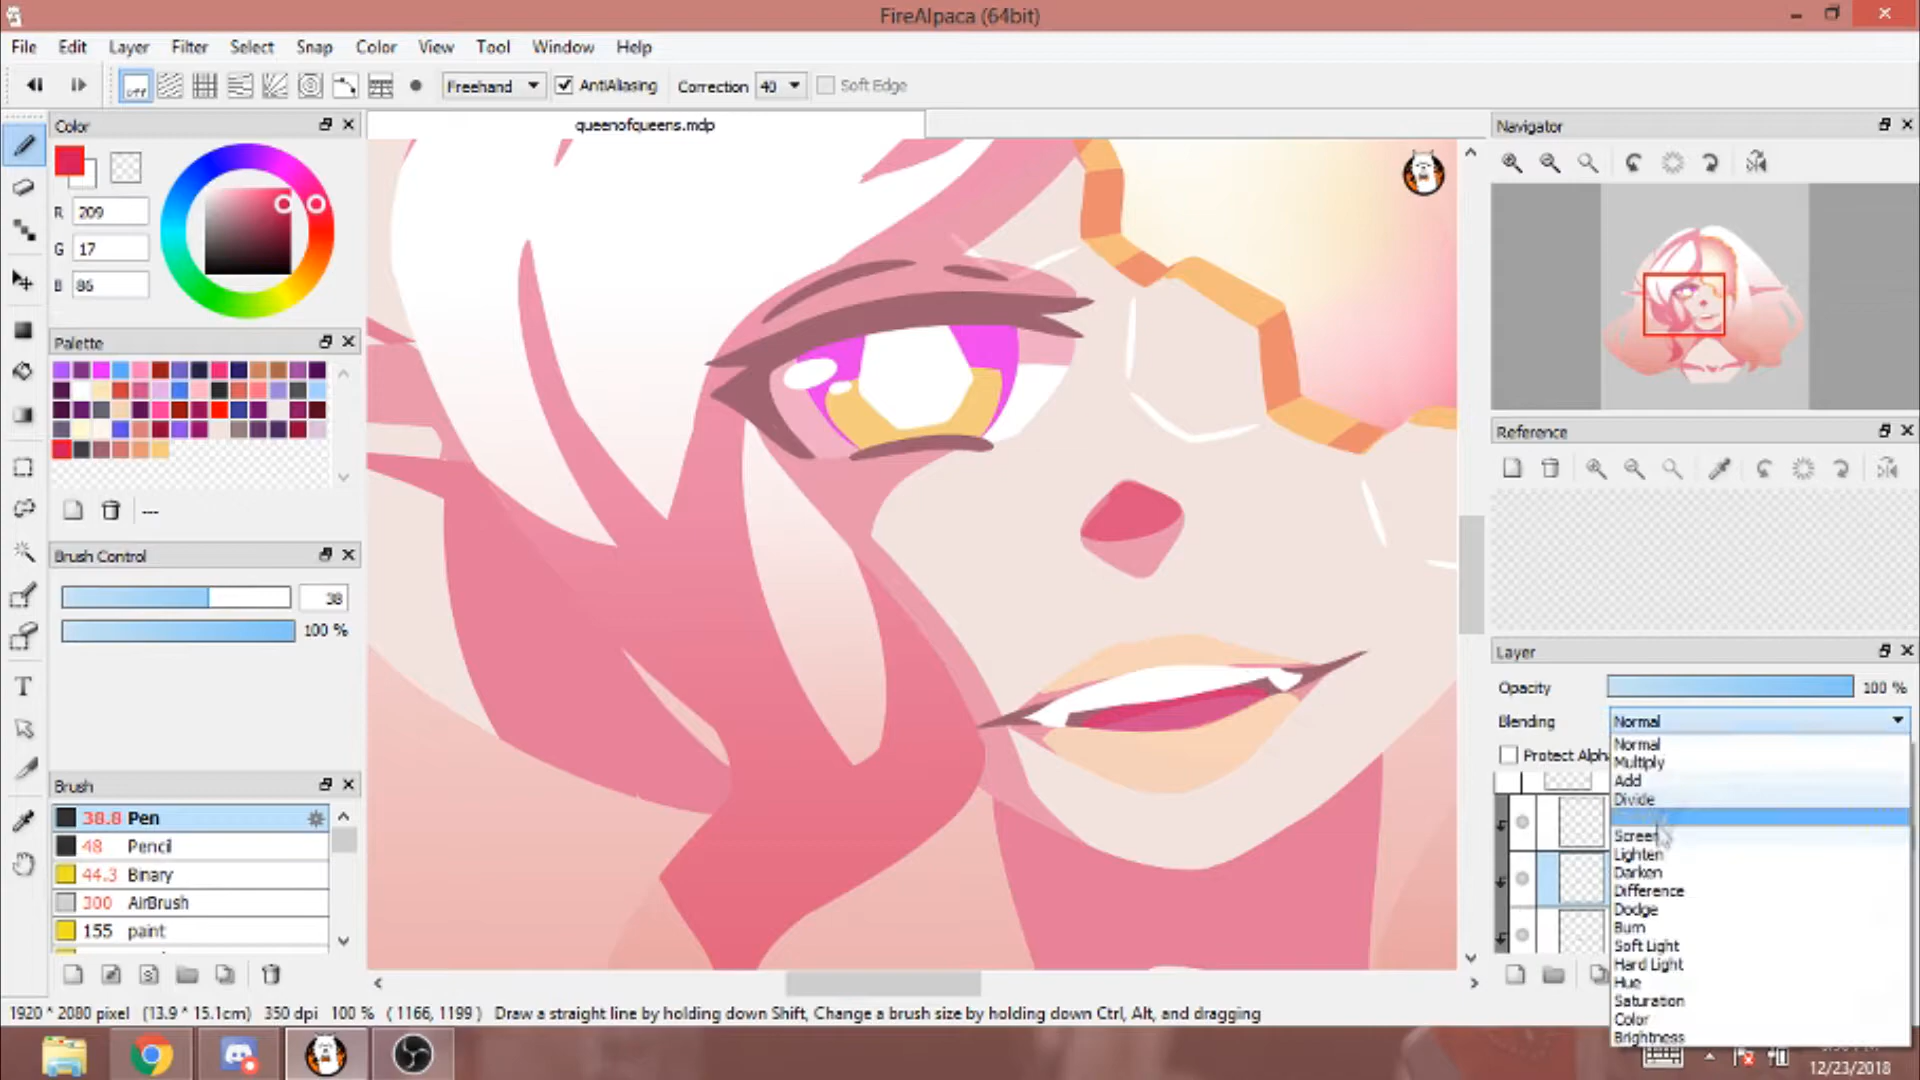 FireAlpaca (64bit)
File Edit Layer Filter Select Snap Color View Tool Window Help
off Freehand AntiAliasing Correction 40 Soft Edge
Color
R 209
G 17
B 86
Palette
---
Brush Control
38
100 %
Brush
38.8 Pen
48 Pencil
44.3 Binary
300 AirBrush
155 paint
queenofqueens.mdp
Navigator
Reference
Layer
Opacity 100 %
Blending Normal
Protect Alpha
Normal
Multiply
Add
Divide
Screen
Lighten
Darken
Difference
Dodge
Burn
Soft Light
Hard Light
Hue
Saturation
Color
Brightness
1920 * 2080 pixel (13.9 * 15.1cm) 350 dpi 100 % ( 1166, 1199 ) Draw a straight line by holding down Shift, Change a brush size by holding down Ctrl, Alt, and dragging
12/23/2018